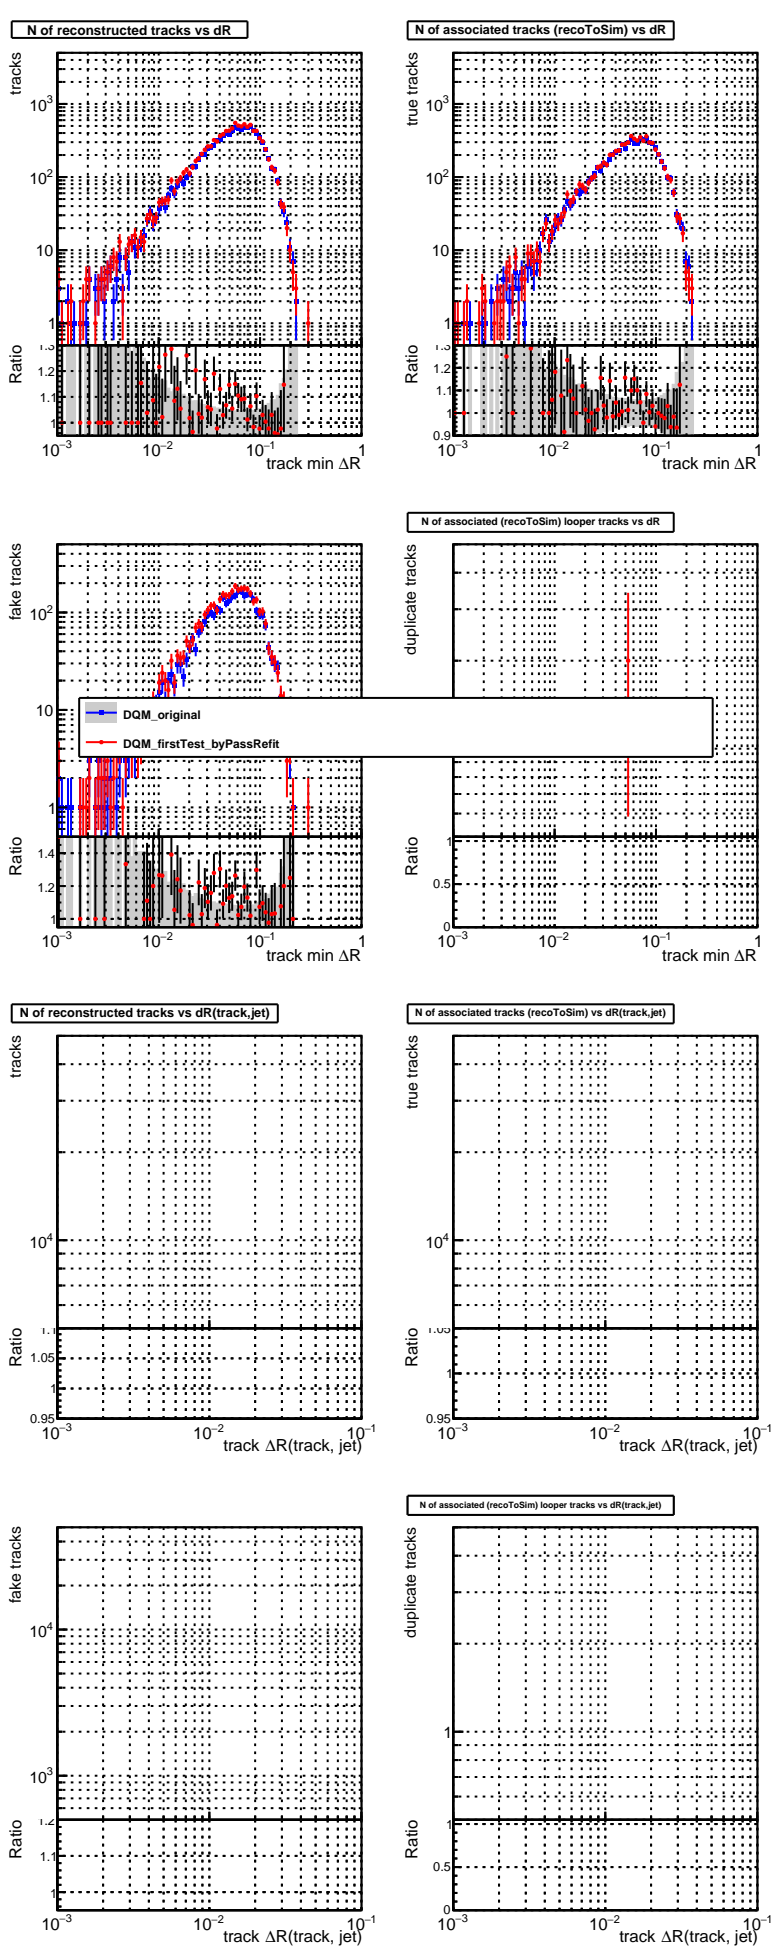 N of reconstructed tracks vs dR
N of associated tracks (recoToSim) vs dR
tracks
10³
10²
10
1
Ratio
1.3
1.2
1.1
1
10⁻³
10⁻²
10⁻¹
1
track min ΔR
true tracks
10³
10²
10
1
Ratio
1.3
1.2
1.1
1
0.9
10⁻³
10⁻²
10⁻¹
1
track min ΔR
N of associated (recoToSim) looper tracks vs dR
fake tracks
10²
10
1
Ratio
1.4
1.2
1
10⁻³
10⁻²
10⁻¹
1
track min ΔR
duplicate tracks
Ratio
1
0.5
0
10⁻³
10⁻²
10⁻¹
1
track min ΔR
DQM_original
DQM_firstTest_byPassRefit
N of reconstructed tracks vs dR(track,jet)
N of associated tracks (recoToSim) vs dR(track,jet)
tracks
10⁴
Ratio
1.1
1.05
1
0.95
10⁻³
10⁻²
10⁻¹
track ΔR(track, jet)
true tracks
10⁴
Ratio
1.05
1
0.95
10⁻³
10⁻²
10⁻¹
track ΔR(track, jet)
N of associated (recoToSim) looper tracks vs dR(track,jet)
fake tracks
10⁴
10³
Ratio
1.2
1.1
1
10⁻³
10⁻²
10⁻¹
track ΔR(track, jet)
duplicate tracks
1
Ratio
1
0.5
0
10⁻³
10⁻²
10⁻¹
track ΔR(track, jet)